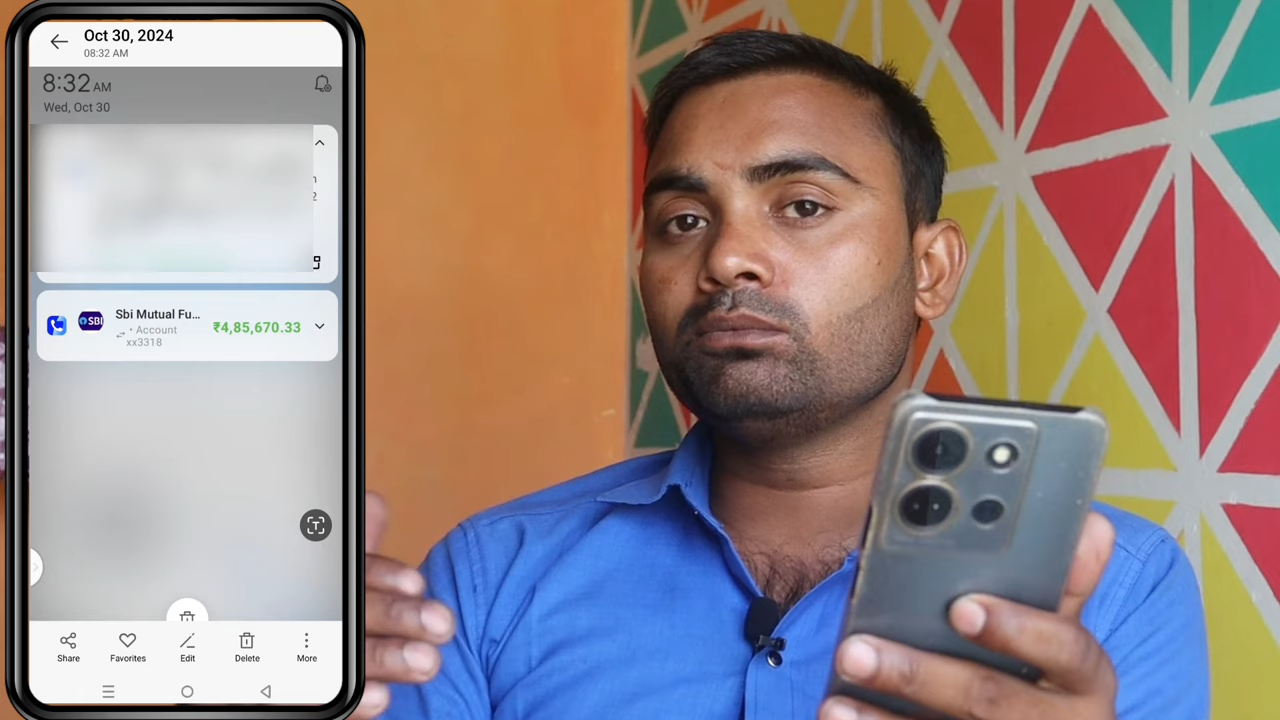 Oct 30, 2024
08:32 AM
8:32 AM
Wed, Oct 30
SBI
Sbi Mutual Fu...
₹4,85,670.33
• Account
xx3318
Share
Favorites
Edit
Delete
More